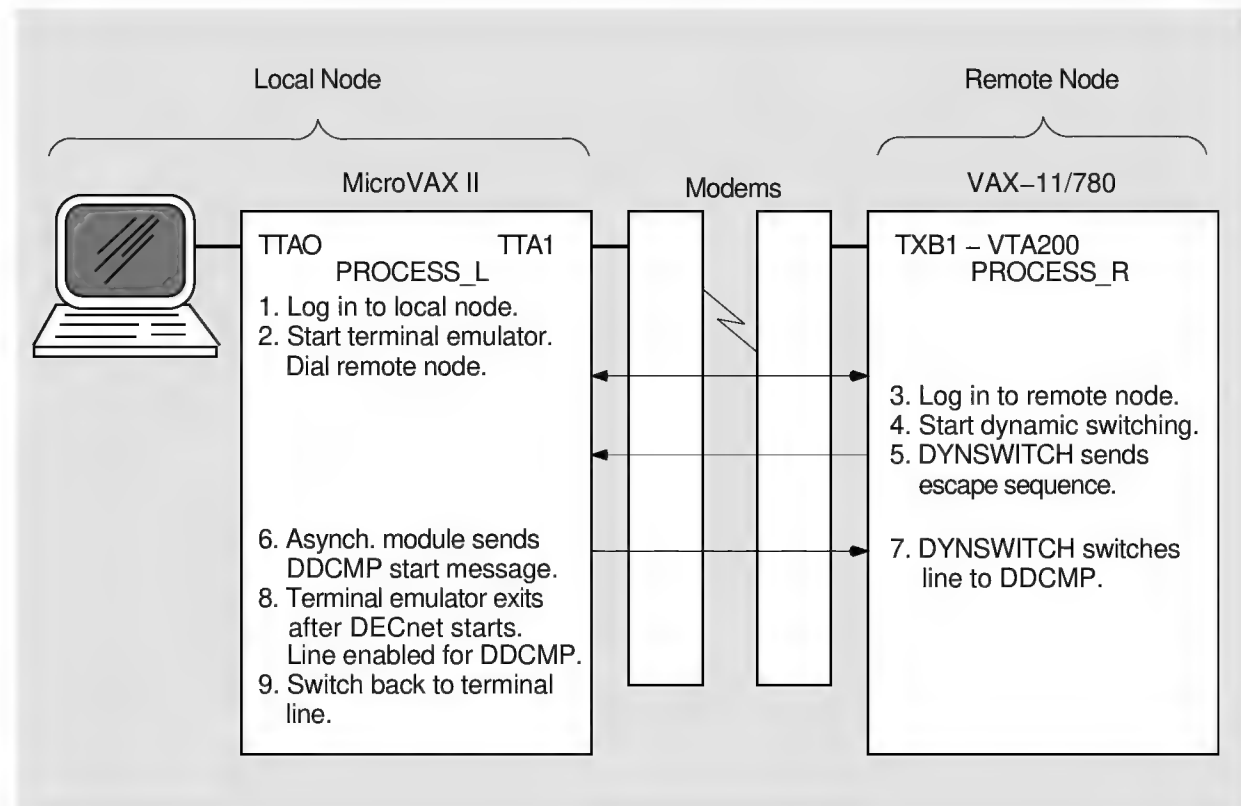 Local Node
Remote Node
MicroVAX II
Modems
VAX–11/780
TTAO TTA1
PROCESS_L
1. Log in to local node.
2. Start terminal emulator.
Dial remote node.
6. Asynch. module sends
DDCMP start message.
8. Terminal emulator exits
after DECnet starts.
Line enabled for DDCMP.
9. Switch back to terminal
line.
TXB1 – VTA200
PROCESS_R
3. Log in to remote node.
4. Start dynamic switching.
5. DYNSWITCH sends
escape sequence.
7. DYNSWITCH switches
line to DDCMP.